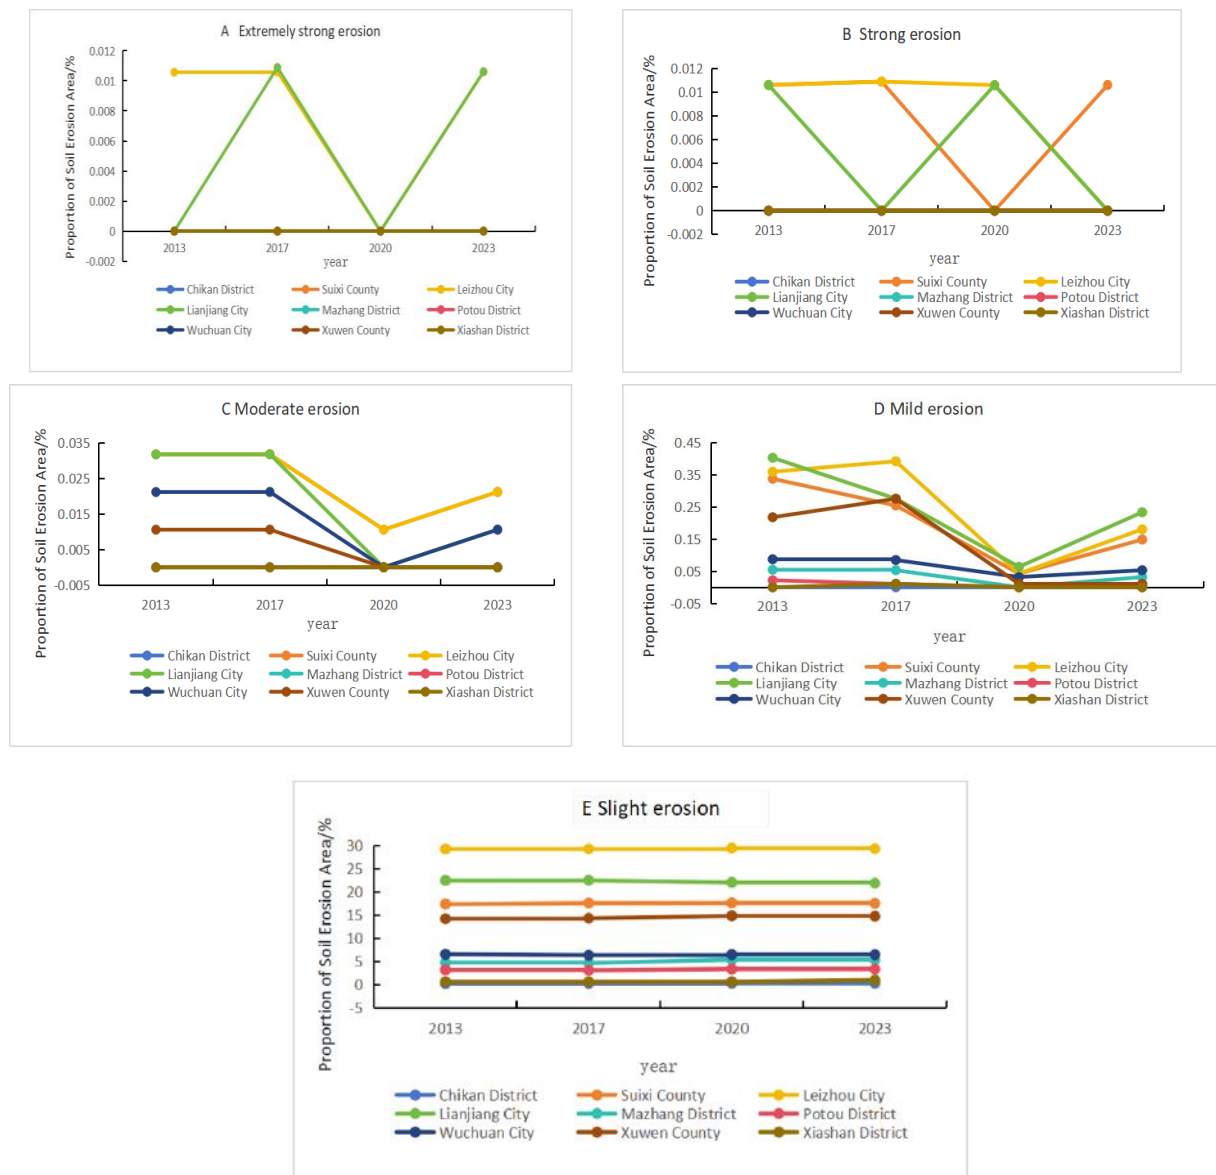 A Extremely strong erosion
Proportion of Soil Erosion Area/%
0.012
0.01
0.008
0.006
0.004
0.002
0
-0.002
2013 2017 2020 2023
year
Chikan District Suixi County Leizhou City
Lianjiang City Mazhang District Potou District
Wuchuan City Xuwen County Xiashan District
B Strong erosion
Proportion of Soil Erosion Area/%
0.012
0.01
0.008
0.006
0.004
0.002
0
-0.002
2013 2017 2020 2023
year
Chikan District Suixi County Leizhou City
Lianjiang City Mazhang District Potou District
Wuchuan City Xuwen County Xiashan District
C Moderate erosion
Proportion of Soil Erosion Area/%
0.035
0.025
0.015
0.005
-0.005
2013 2017 2020 2023
year
Chikan District Suixi County Leizhou City
Lianjiang City Mazhang District Potou District
Wuchuan City Xuwen County Xiashan District
D Mild erosion
Proportion of Soil Erosion Area/%
0.45
0.35
0.25
0.15
0.05
-0.05
2013 2017 2020 2023
year
Chikan District Suixi County Leizhou City
Lianjiang City Mazhang District Potou District
Wuchuan City Xuwen County Xiashan District
E Slight erosion
Proportion of Soil Erosion Area/%
30
25
20
15
10
5
0
-5
2013 2017 2020 2023
year
Chikan District Suixi County Leizhou City
Lianjiang City Mazhang District Potou District
Wuchuan City Xuwen County Xiashan District